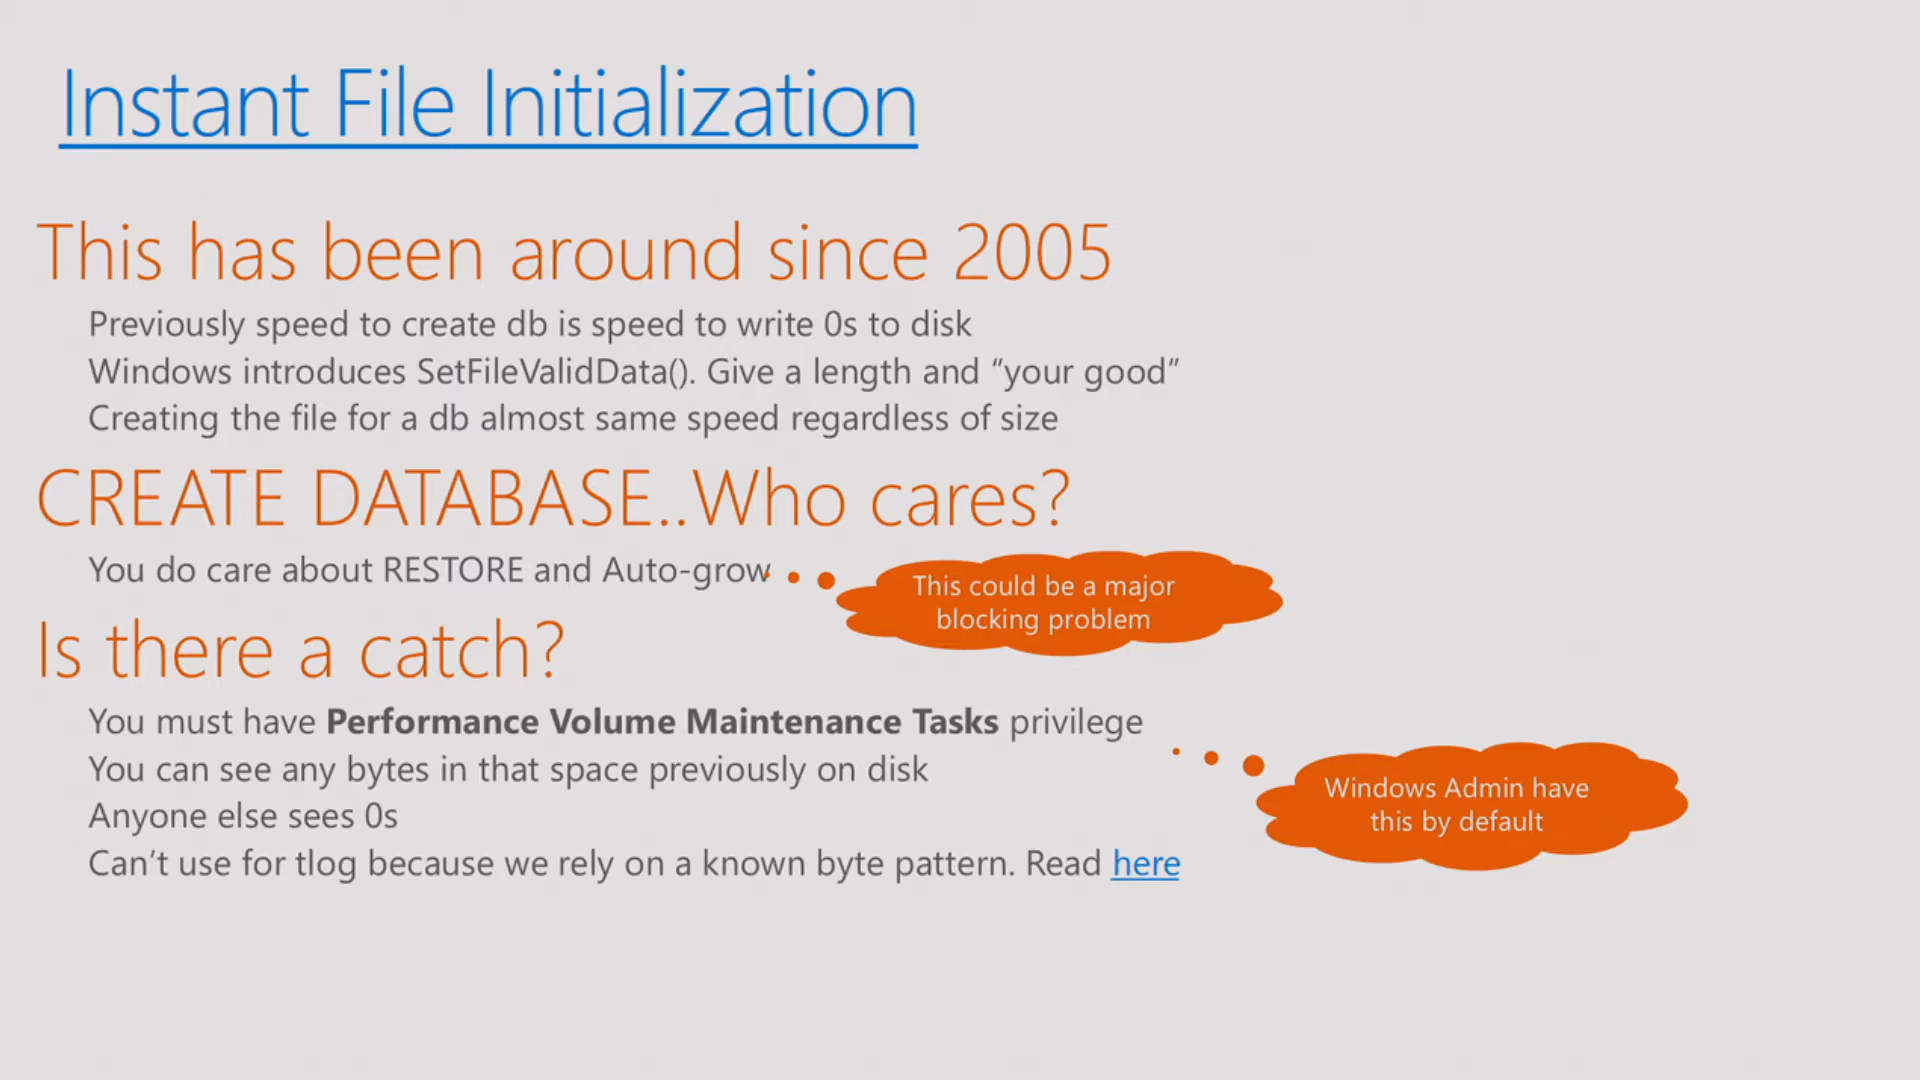 Instant File Initialization
This has been around since 2005
Previously speed to create db is speed to write 0s to disk
Windows introduces SetFileValidData(). Give a length and “your good”
Creating the file for a db almost same speed regardless of size
CREATE DATABASE..Who cares?
You do care about RESTORE and Auto-grow
This could be a major
blocking problem
Is there a catch?
You must have Performance Volume Maintenance Tasks privilege
You can see any bytes in that space previously on disk
Windows Admin have
this by default
Anyone else sees 0s
Can’t use for tlog because we rely on a known byte pattern. Read here